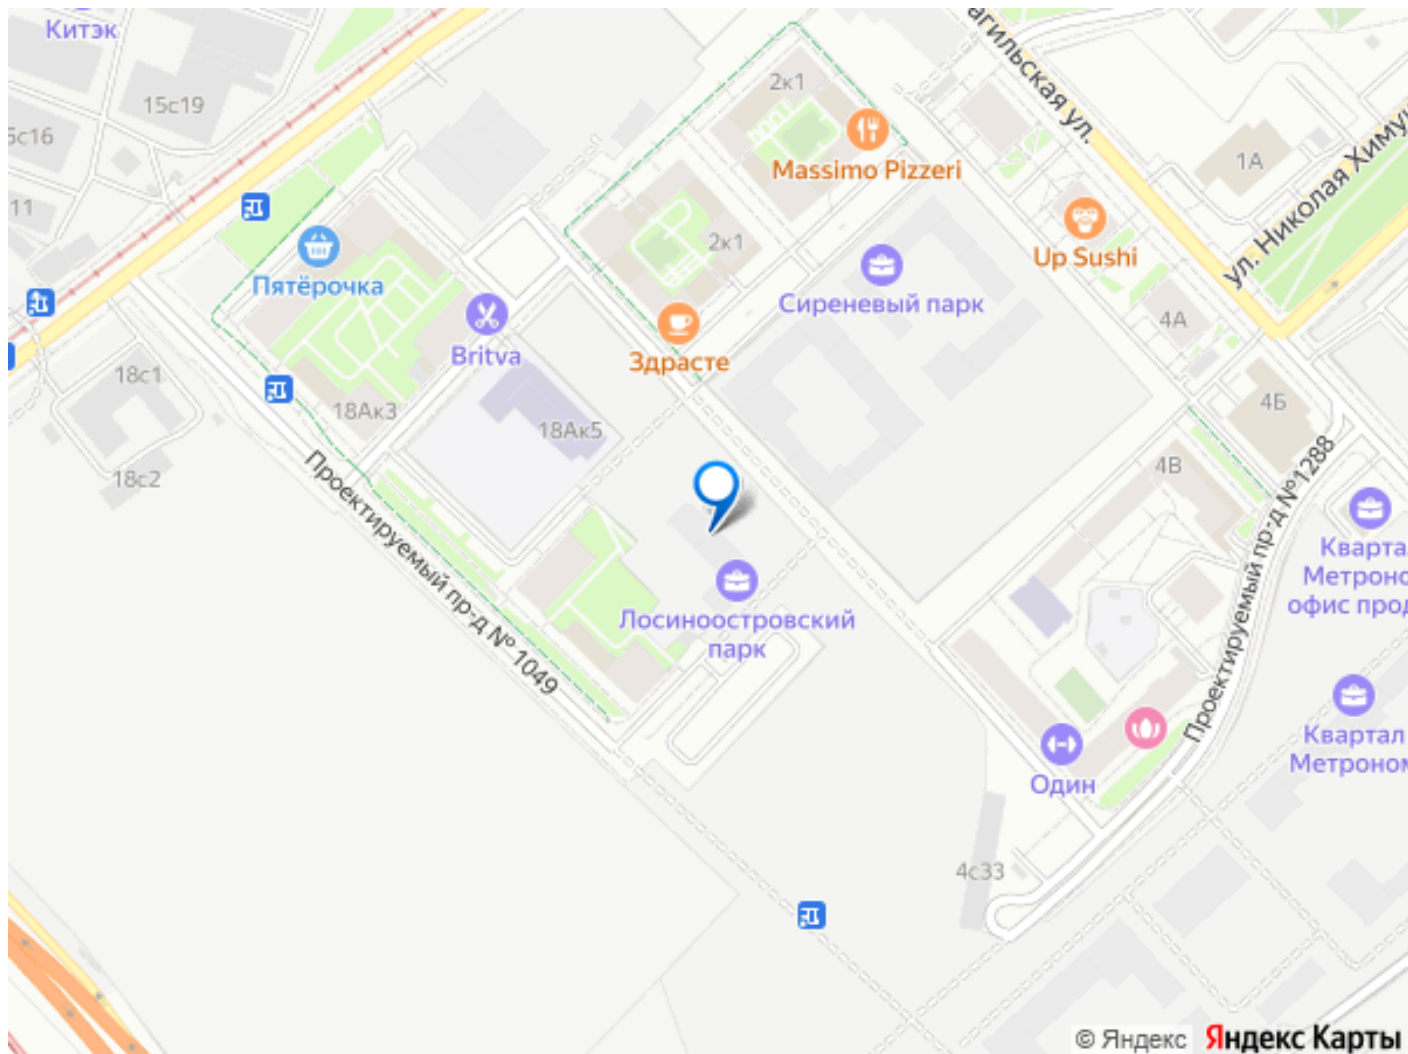 Китэк
15с19
5с16
11
2к1
Massimo Pizzeri
агильская ул.
1А
ул. Николая Химу
Up Sushi
2к1
Сиреневый парк
Пятёрочка
Britva
Здрасте
4А
18с1
18Ак3
18Ак5
4Б
18с2
4В
Проектируемый пр-д № 1049
Проектируемый пр-д №1288
Кварта
Метроно
офис прод
Лосиноостровский
парк
Квартал
Метроном
Один
4с33
© Яндекс
Яндекс Карты